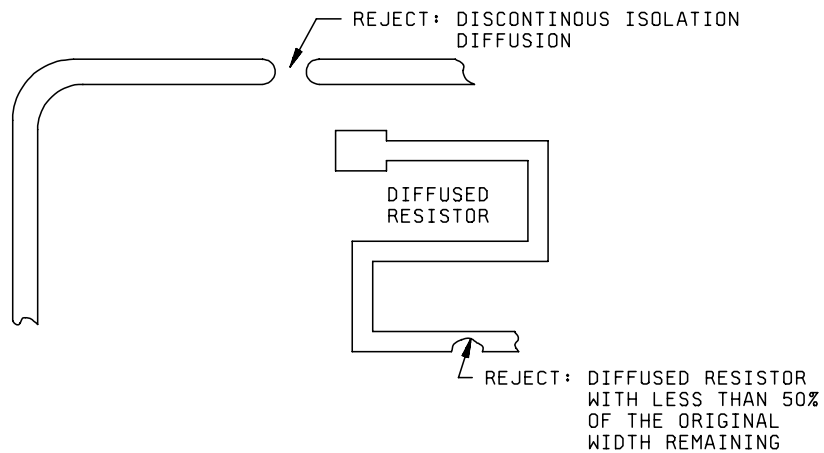 REJECT: DISCONTINOUS ISOLATION
DIFFUSION
DIFFUSED
RESISTOR
REJECT: DIFFUSED RESISTOR
WITH LESS THAN 50%
OF THE ORIGINAL
WIDTH REMAINING